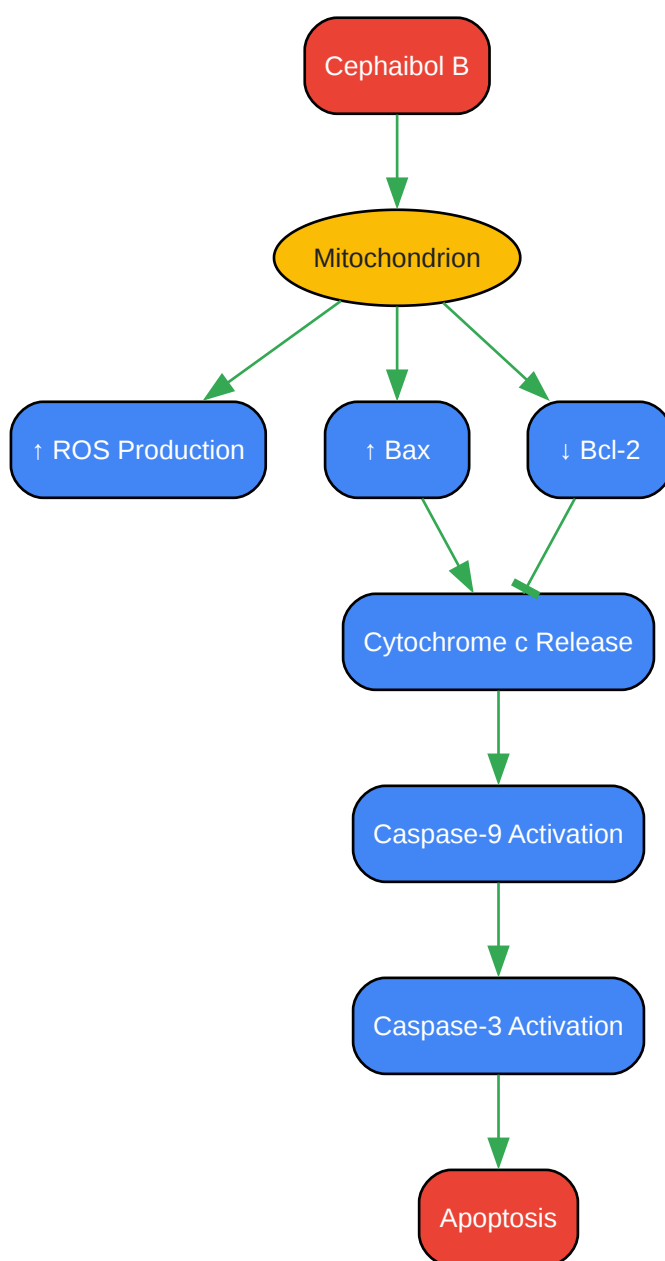 Cephaibol B
Mitochondrion
↑ ROS Production
↑ Bax
↓ Bcl-2
Cytochrome c Release
Caspase-9 Activation
Caspase-3 Activation
Apoptosis